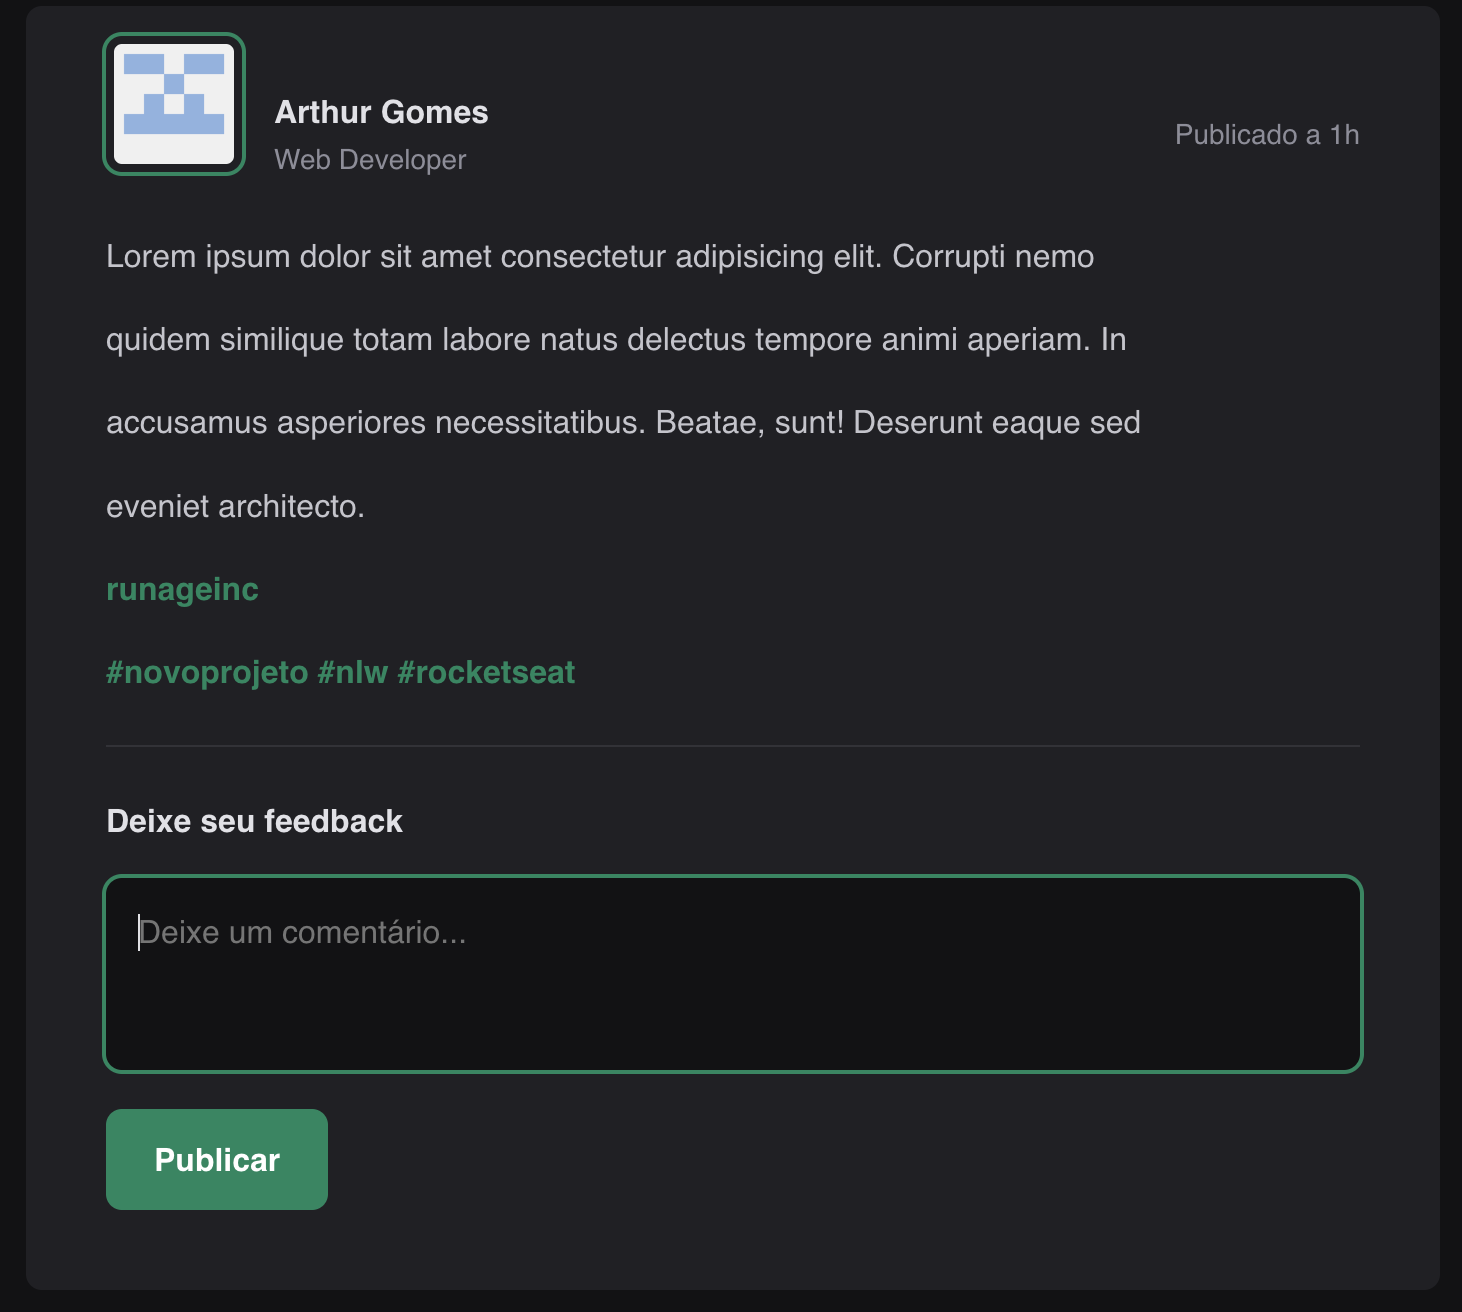 Arthur Gomes
Web Developer
Publicado a 1h
Lorem ipsum dolor sit amet consectetur adipisicing elit. Corrupti nemo
quidem similique totam labore natus delectus tempore animi aperiam. In
accusamus asperiores necessitatibus. Beatae, sunt! Deserunt eaque sed
eveniet architecto.
runageinc
#novoprojeto #nlw #rocketseat
Deixe seu feedback
Deixe um comentário...
Publicar